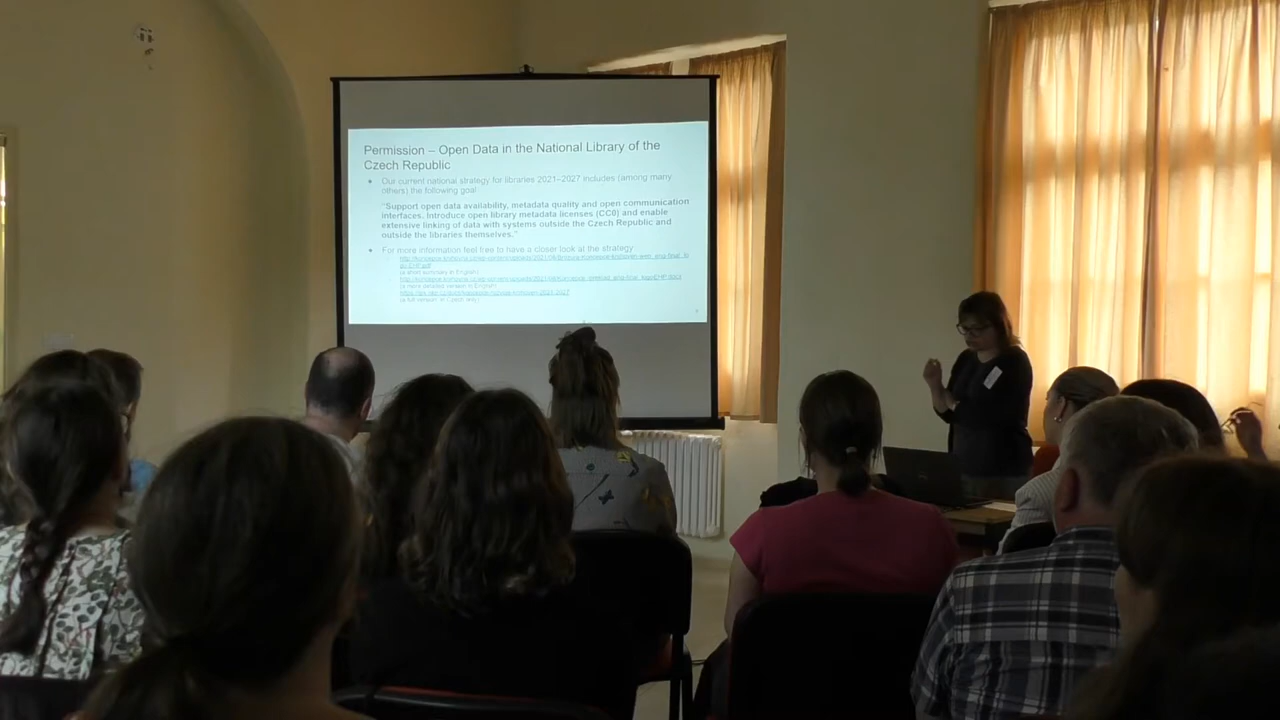 Permission – Open Data in the National Library of the
Czech Republic
Our current national strategy for libraries 2021–2027 includes (among many
others) the following goal:
"Support open data availability, metadata quality and open communication
interfaces. Introduce open library metadata licenses (CC0) and enable
extensive linking of data with systems outside the Czech Republic and
outside the libraries themselves."
For more information feel free to have a closer look at the strategy
(a short summary in English)
(a more detailed version in English)
(a full version, in Czech only)